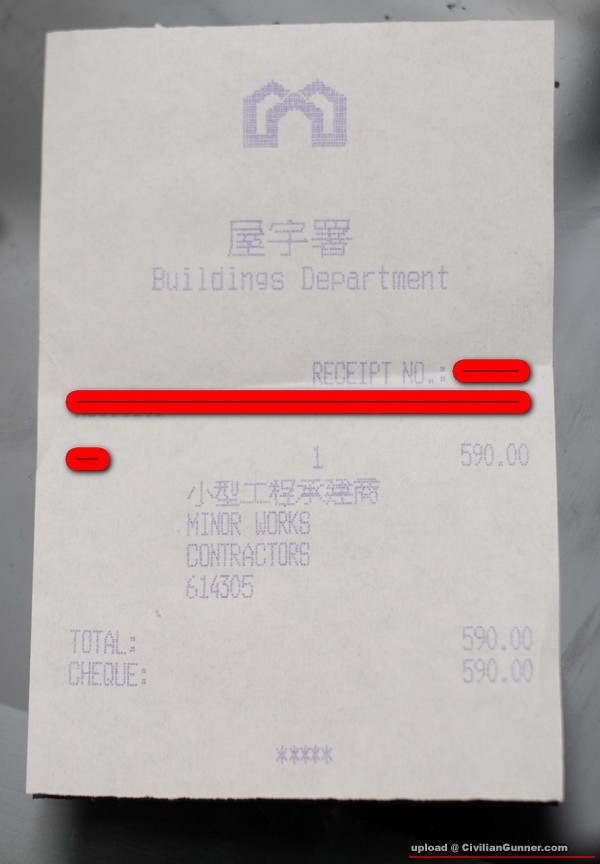 屋宇署
Buildings Department
RECEIPT NO.:
1 590.00
小型工程承建商
MINOR WORKS
CONTRACTORS
614305
TOTAL: 590.00
CHEQUE: 590.00
*****
upload @ CivilianGunner.com